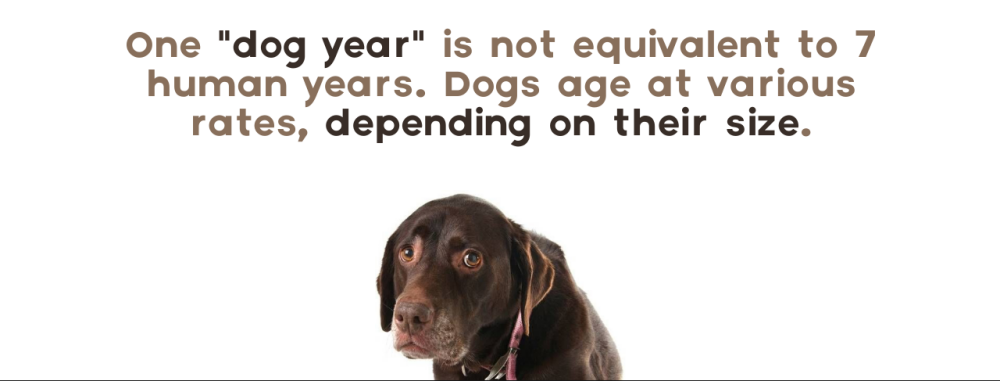 One "dog year" is not equivalent to 7
human years. Dogs age at various
rates, depending on their size.